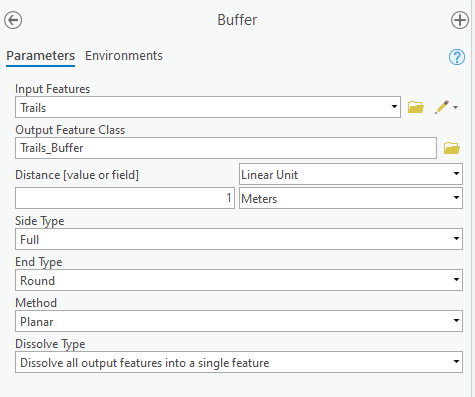 Buffer
Parameters Environments
?
Input Features
Trails
Output Feature Class
Trails_Buffer
Distance [value or field] Linear Unit
1 Meters
Side Type
Full
End Type
Round
Method
Planar
Dissolve Type
Dissolve all output features into a single feature